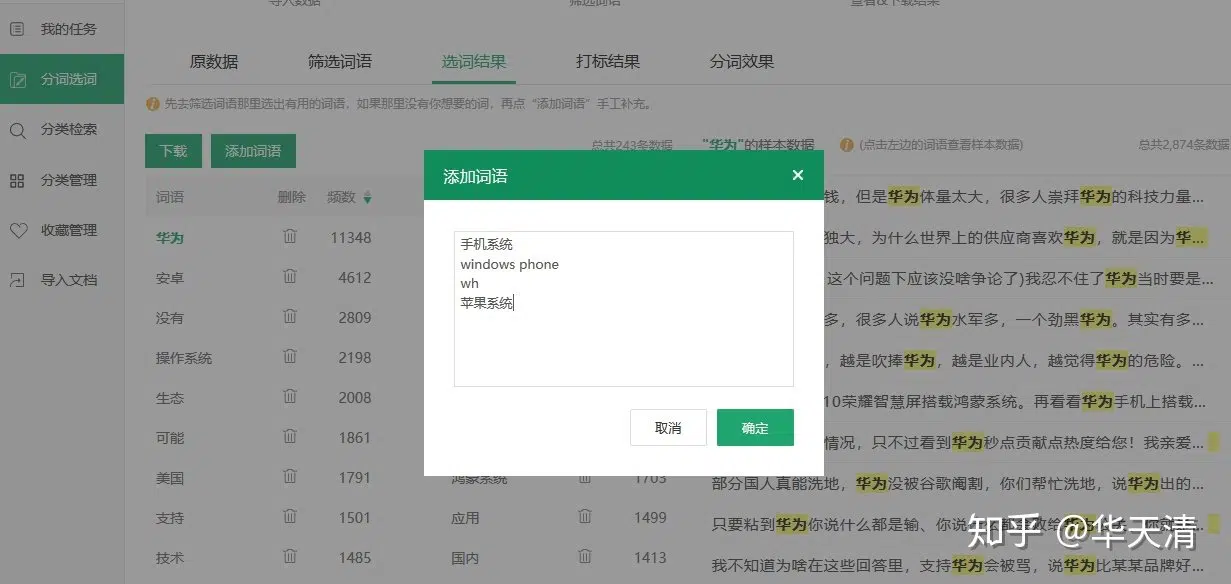 我的任务
分词选词
分类检索
分类管理
收藏管理
导入文档
原数据 筛选词语 选词结果 打标结果 分词效果
先去筛选词语那里选出有用的词语，如果那里没有你想要的词，再点“添加词语”手工补充。
下载 添加词语 总共243条数据 “华为”的样本数据 (点击左边的词语查看样本数据) 总共2,874条数据
词语 删除 频数
华为 11348
安卓 4612
没有 2809
操作系统 2198
生态 2008
可能 1861
美国 1791 鸿蒙系统 1703
支持 1501 应用 1499
技术 1485 国内 1413
添加词语
手机系统
windows phone
wh
苹果系统
取消 确定
钱，但是华为体量太大，很多人崇拜华为的科技力量...
独大，为什么世界上的供应商喜欢华为，就是因为华...
这个问题下应该没啥争论了)我忍不住了华为当时要是...
多，很多人说华为水军多，一个劲黑华为。其实有多...
，越是吹捧华为，越是业内人，越觉得华为的危险。...
10荣耀智慧屏搭载鸿蒙系统。再看看华为手机上搭载...
情况，只不过看到华为秒点贡献点热度给您！我亲爱...
部分国人真能洗地，华为没被谷歌阉割，你们帮忙洗地，说华为出的...
只要粘到华为你说什么都是输、你说
我不知道为啥在这些回答里，支持华为会被骂，说华为比某某品牌好...
知乎 @华天清